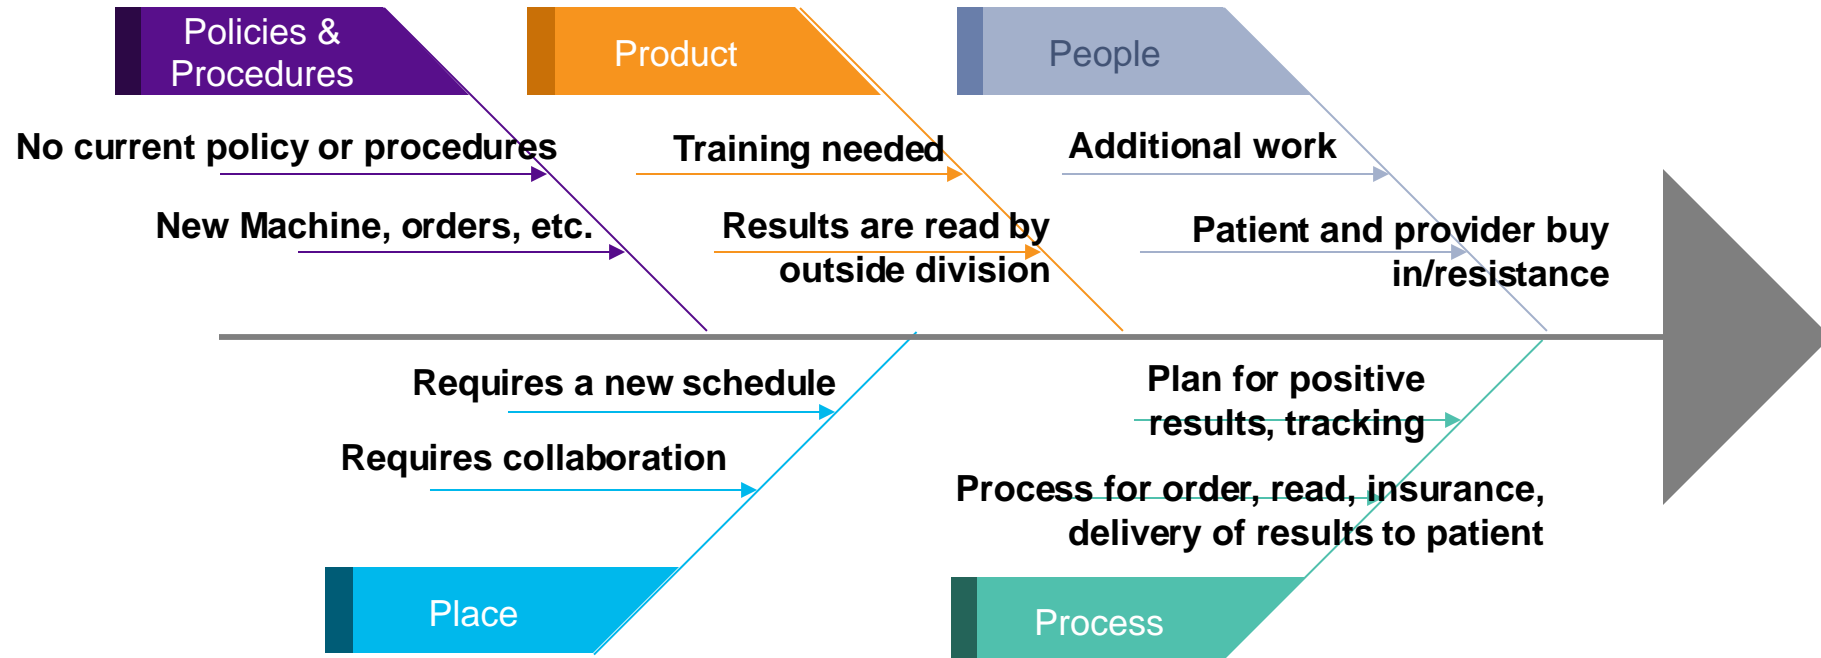 Policies &
Procedures
Product
People
No current policy or procedures
Training needed
Additional work
New Machine, orders, etc.
Results are read by
outside division
Patient and provider buy
in/resistance
Requires a new schedule
Plan for positive
results, tracking
Requires collaboration
Process for order, read, insurance,
delivery of results to patient
Place
Process